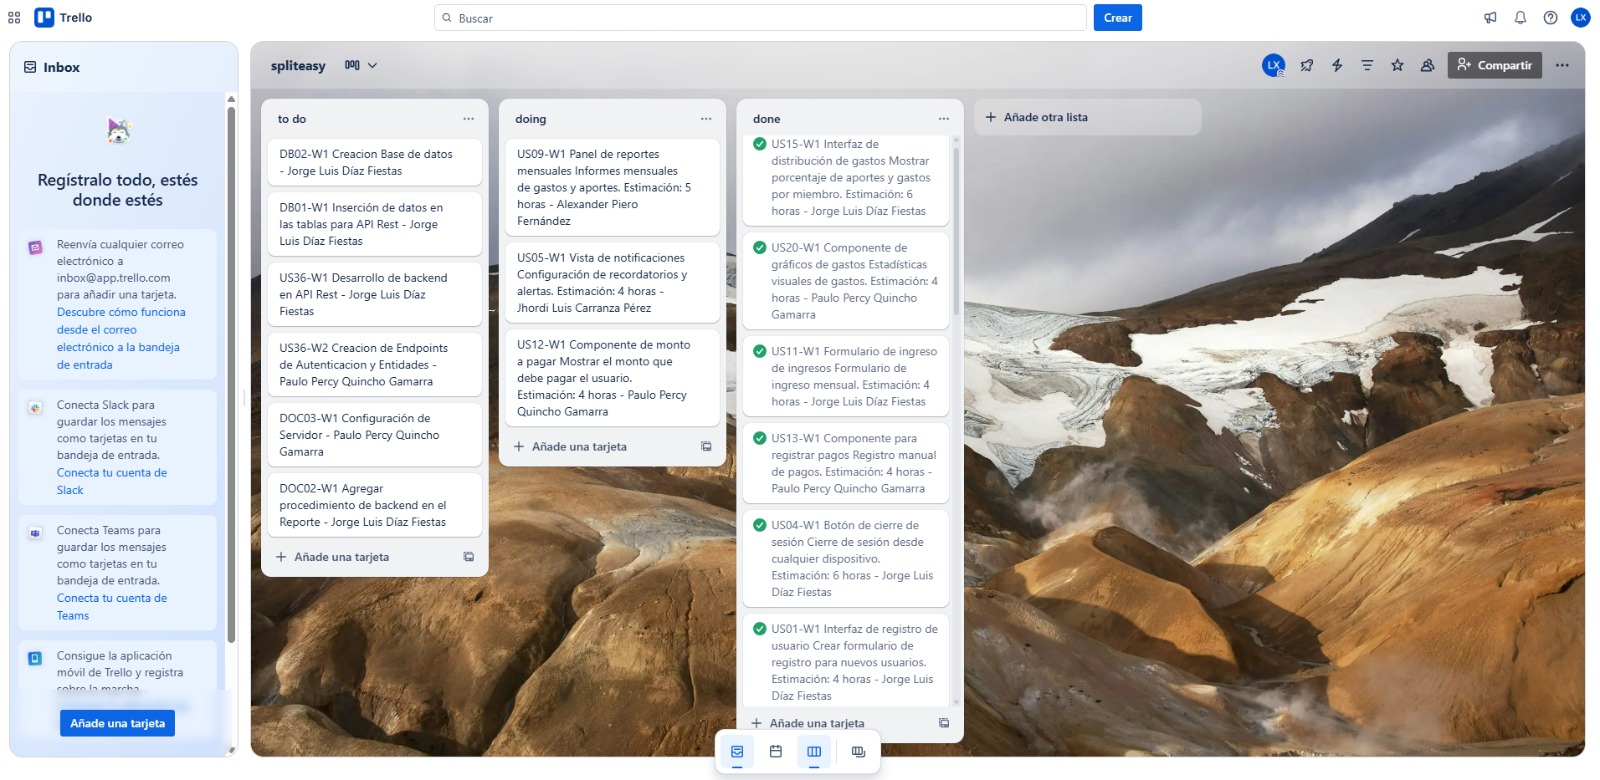 Trello
Buscar
Crear
LX
Inbox
Regístralo todo, estés
donde estés
Reenvía cualquier correo
electrónico a
inbox@app.trello.com
para añadir una tarjeta.
Descubre cómo funciona
desde el correo
electrónico a la bandeja
de entrada
Conecta Slack para
guardar los mensajes
como tarjetas en tu
bandeja de entrada.
Conecta tu cuenta de
Slack
Conecta Teams para
guardar los mensajes
como tarjetas en tu
bandeja de entrada.
Conecta tu cuenta de
Teams
Consigue la aplicación
móvil de Trello y registra
sobre la marcha
Añade una tarjeta
spliteasy
LX
Compartir
to do
DB02-W1 Creacion Base de datos
- Jorge Luis Díaz Fiestas
DB01-W1 Inserción de datos en
las tablas para API Rest - Jorge
Luis Díaz Fiestas
US36-W1 Desarrollo de backend
en API Rest - Jorge Luis Díaz
Fiestas
US36-W2 Creacion de Endpoints
de Autenticacion y Entidades -
Paulo Percy Quincho Gamarra
DOC03-W1 Configuración de
Servidor - Paulo Percy Quincho
Gamarra
DOC02-W1 Agregar
procedimiento de backend en el
Reporte - Jorge Luis Díaz Fiestas
Añade una tarjeta
doing
US09-W1 Panel de reportes
mensuales Informes mensuales
de gastos y aportes. Estimación: 5
horas - Alexander Piero
Fernández
US05-W1 Vista de notificaciones
Configuración de recordatorios y
alertas. Estimación: 4 horas -
Jhordi Luis Carranza Pérez
US12-W1 Componente de monto
a pagar Mostrar el monto que
debe pagar el usuario.
Estimación: 4 horas - Paulo Percy
Quincho Gamarra
Añade una tarjeta
done
US15-W1 Interfaz de
distribución de gastos Mostrar
porcentaje de aportes y gastos
por miembro. Estimación: 6
horas - Jorge Luis Díaz Fiestas
US20-W1 Componente de
gráficos de gastos Estadísticas
visuales de gastos. Estimación: 4
horas - Paulo Percy Quincho
Gamarra
US11-W1 Formulario de ingreso
de ingresos Formulario de
ingreso mensual. Estimación: 4
horas - Jorge Luis Díaz Fiestas
US13-W1 Componente para
registrar pagos Registro manual
de pagos. Estimación: 4 horas -
Paulo Percy Quincho Gamarra
US04-W1 Botón de cierre de
sesión Cierre de sesión desde
cualquier dispositivo.
Estimación: 6 horas - Jorge Luis
Díaz Fiestas
US01-W1 Interfaz de registro de
usuario Crear formulario de
registro para nuevos usuarios.
Estimación: 4 horas - Jorge Luis
Díaz Fiestas
Añade una tarjeta
Añade otra lista